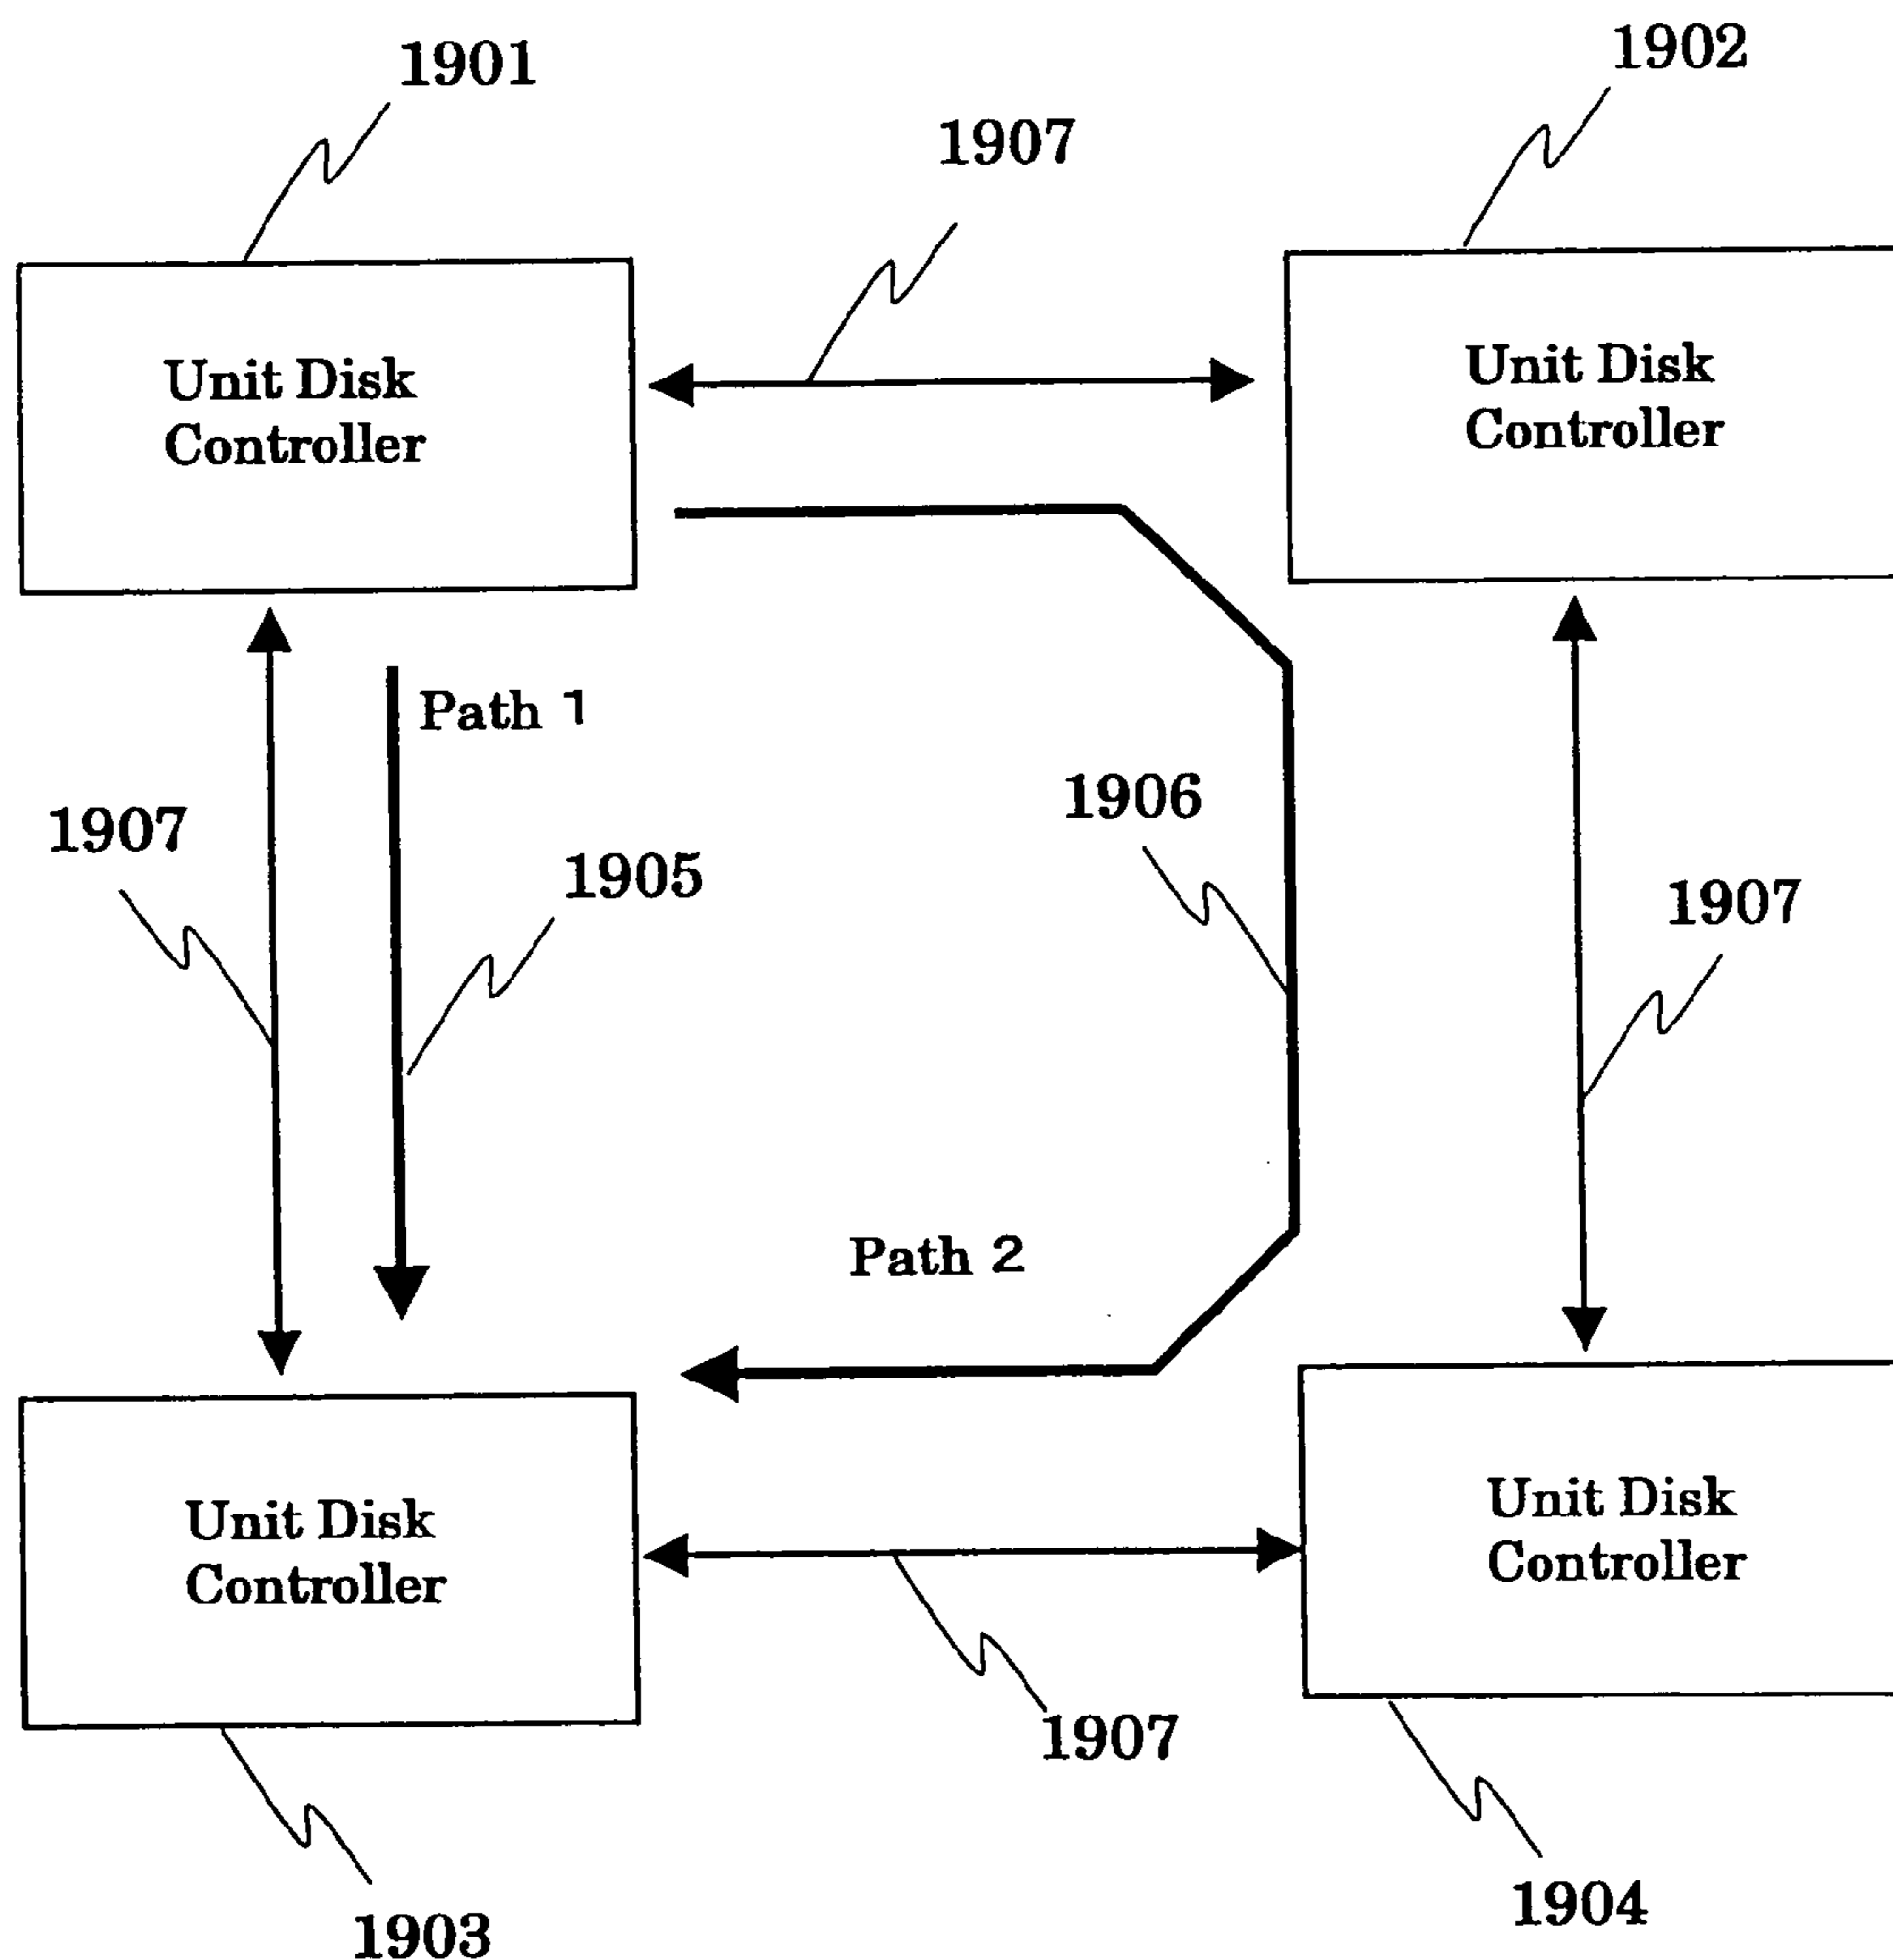 1901
1902
1907
Unit Disk
Controller
Unit Disk
Controller
Path 1
1906
1907
1905
1907
Path 2
Unit Disk
Controller
Unit Disk
Controller
1907
1904
1903